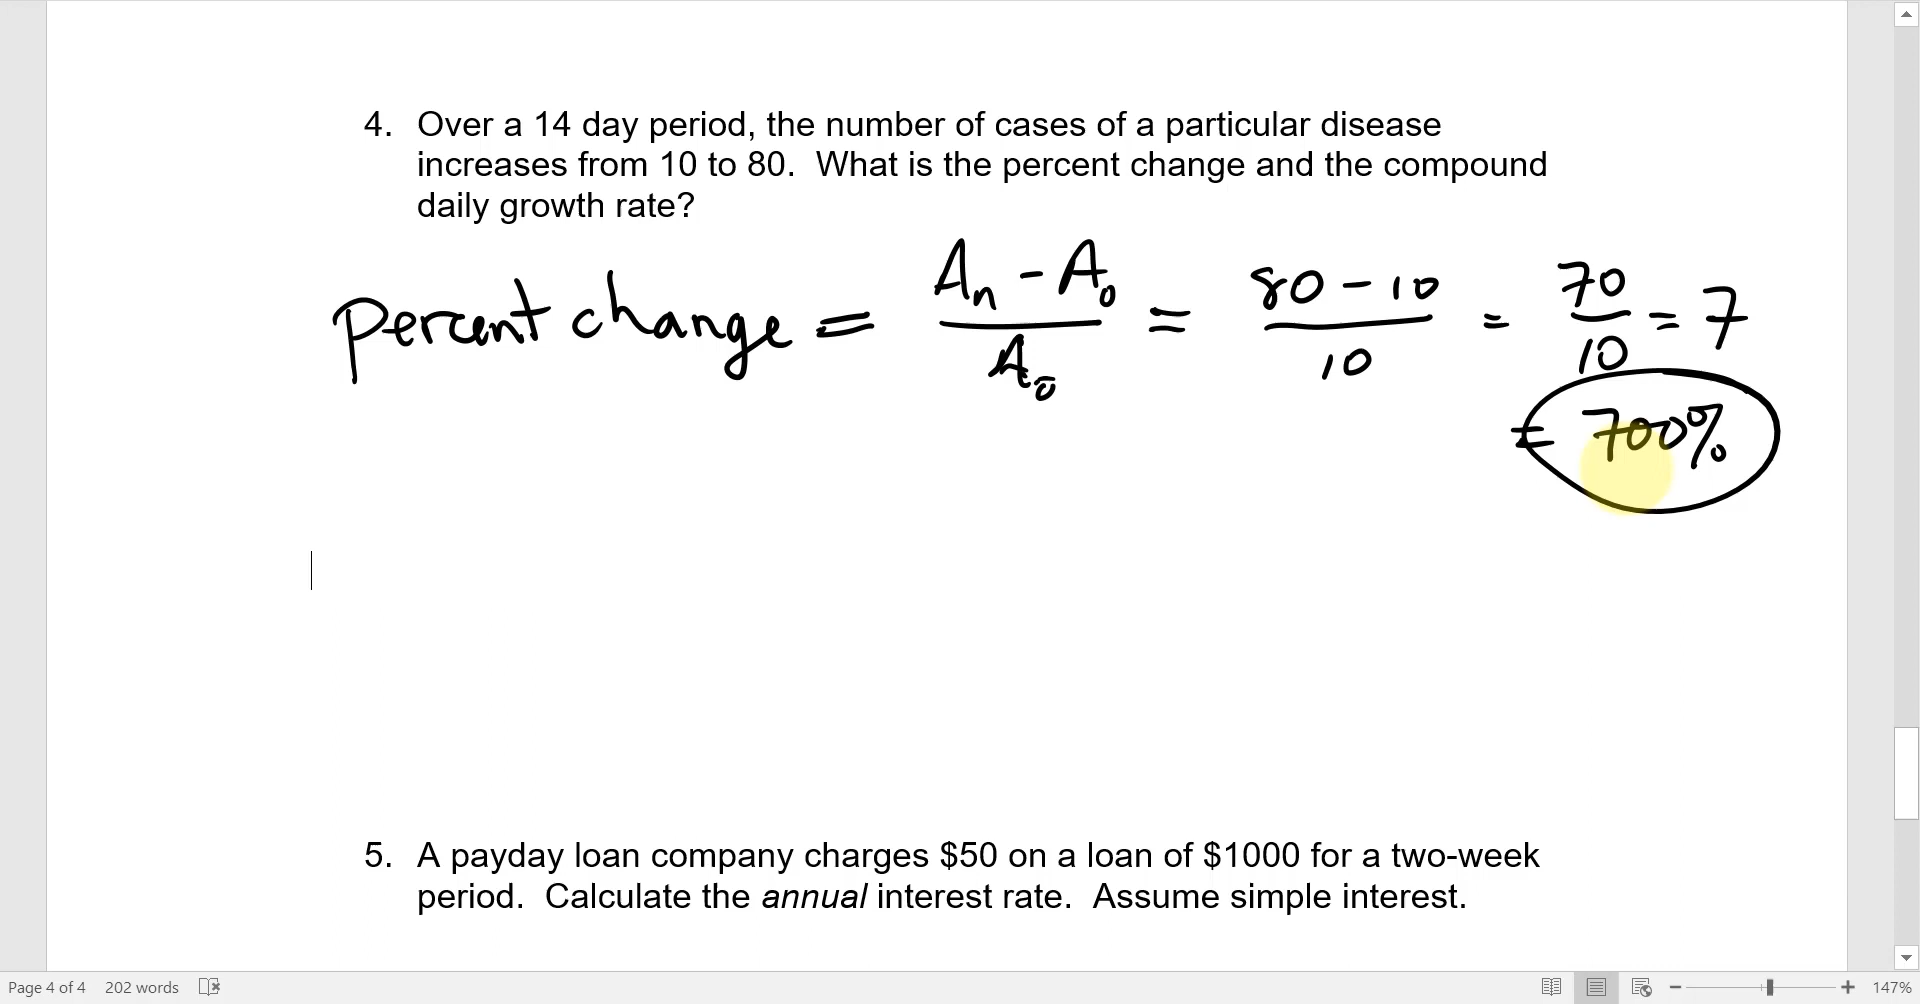 4. Over a 14 day period, the number of cases of a particular disease
increases from 10 to 80. What is the percent change and the compound
daily growth rate?
percent change = (Aₙ - A₀)/A₀ = (80 - 10)/10 = 70/10 = 7
= 700%
5. A payday loan company charges $50 on a loan of $1000 for a two-week
period. Calculate the annual interest rate. Assume simple interest.
Page 4 of 4 202 words 147%